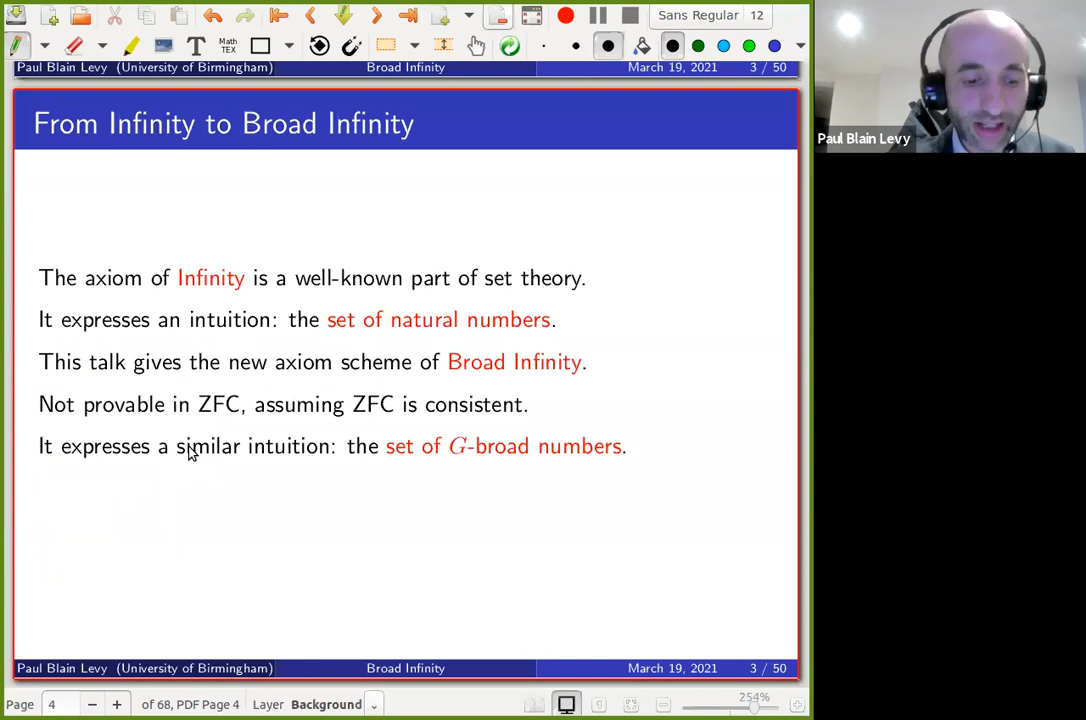 Sans Regular 12
Math
TEX
Paul Blain Levy (University of Birmingham) Broad Infinity March 19, 2021 3 / 50
From Infinity to Broad Infinity
The axiom of Infinity is a well-known part of set theory.
It expresses an intuition: the set of natural numbers.
This talk gives the new axiom scheme of Broad Infinity.
Not provable in ZFC, assuming ZFC is consistent.
It expresses a similar intuition: the set of G-broad numbers.
Paul Blain Levy (University of Birmingham) Broad Infinity March 19, 2021 3 / 50
Page 4 of 68, PDF Page 4 Layer Background 254%
Paul Blain Levy